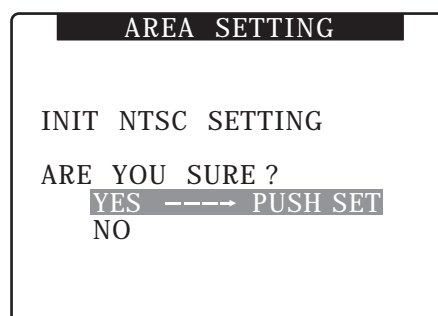 AREA SETTING
INIT NTSC SETTING
ARE YOU SURE ?
YES ----→ PUSH SET
NO